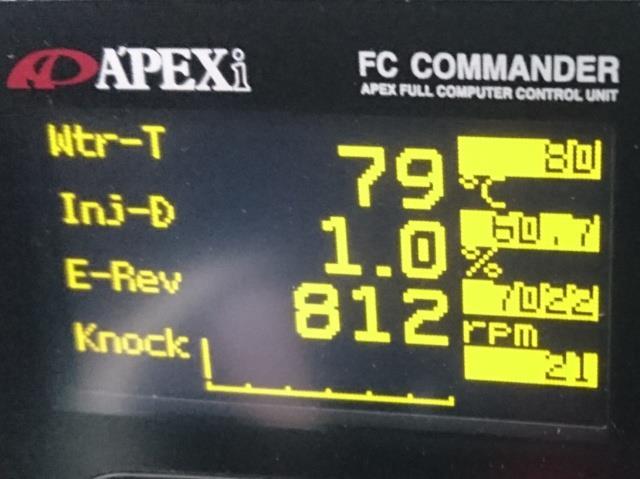 APEXi
FC COMMANDER
APEX FULL COMPUTER CONTROL UNIT
Wtr-T 79 °C 80
Inj-D 1.0 % 60.7
E-Rev 812 rpm 7022
Knock 21